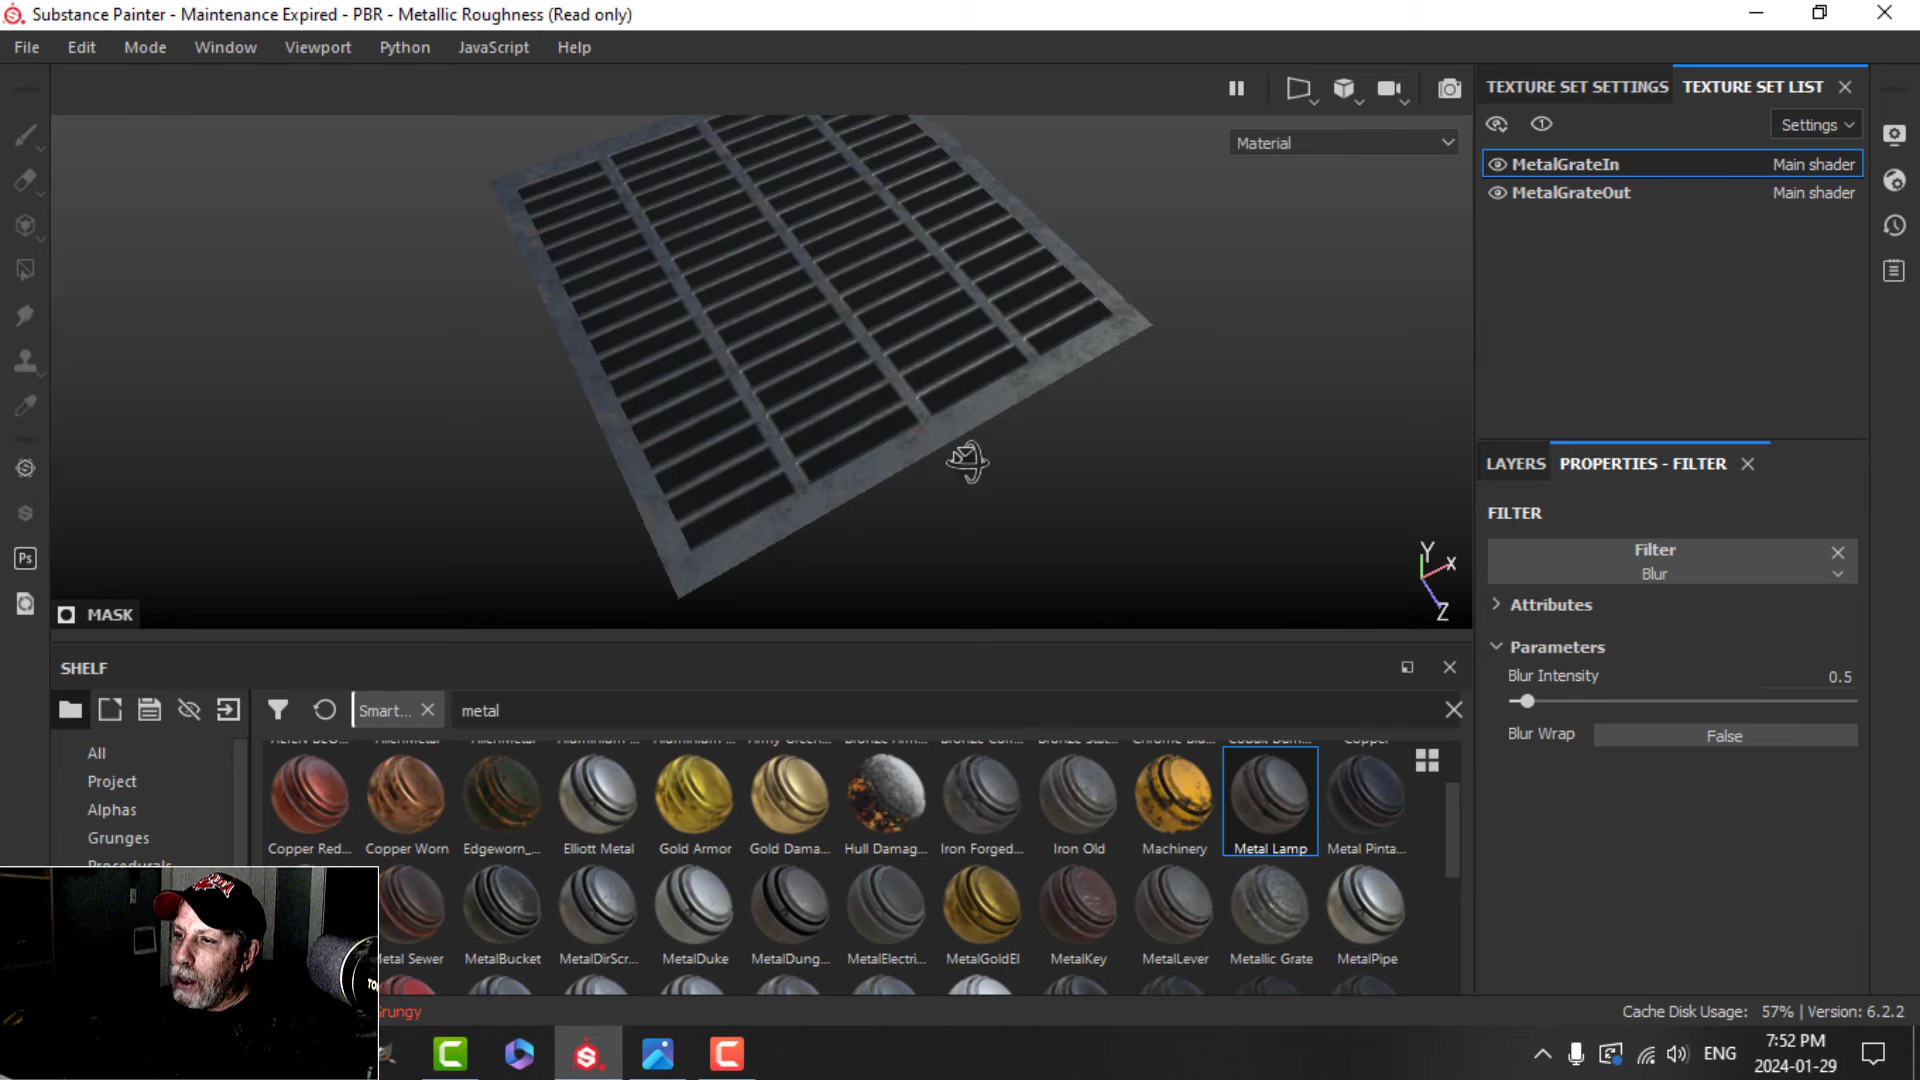 Substance Painter - Maintenance Expired - PBR - Metallic Roughness (Read only)
File Edit Mode Window Viewport Python JavaScript Help
TEXTURE SET SETTINGS TEXTURE SET LIST
Settings
Material
MetalGrateIn Main shader
MetalGrateOut Main shader
LAYERS PROPERTIES - FILTER
FILTER
Filter
Blur
Attributes
Parameters
Blur Intensity 0.5
Blur Wrap False
Y
X
Z
MASK
SHELF
Smart... metal
All
Project
Alphas
Grunges
Copper Red... Copper Worn Edgeworn_... Elliott Metal Gold Armor Gold Dama... Hull Damag... Iron Forged... Iron Old Machinery Metal Lamp Metal Pinta...
Metal Sewer MetalBucket MetalDirScr... MetalDuke MetalDung... MetalElectri... MetalGoldEl MetalKey MetalLever Metallic Grate MetalPipe
Grungy
Cache Disk Usage: 57% | Version: 6.2.2
Ps
ENG
7:52 PM
2024-01-29